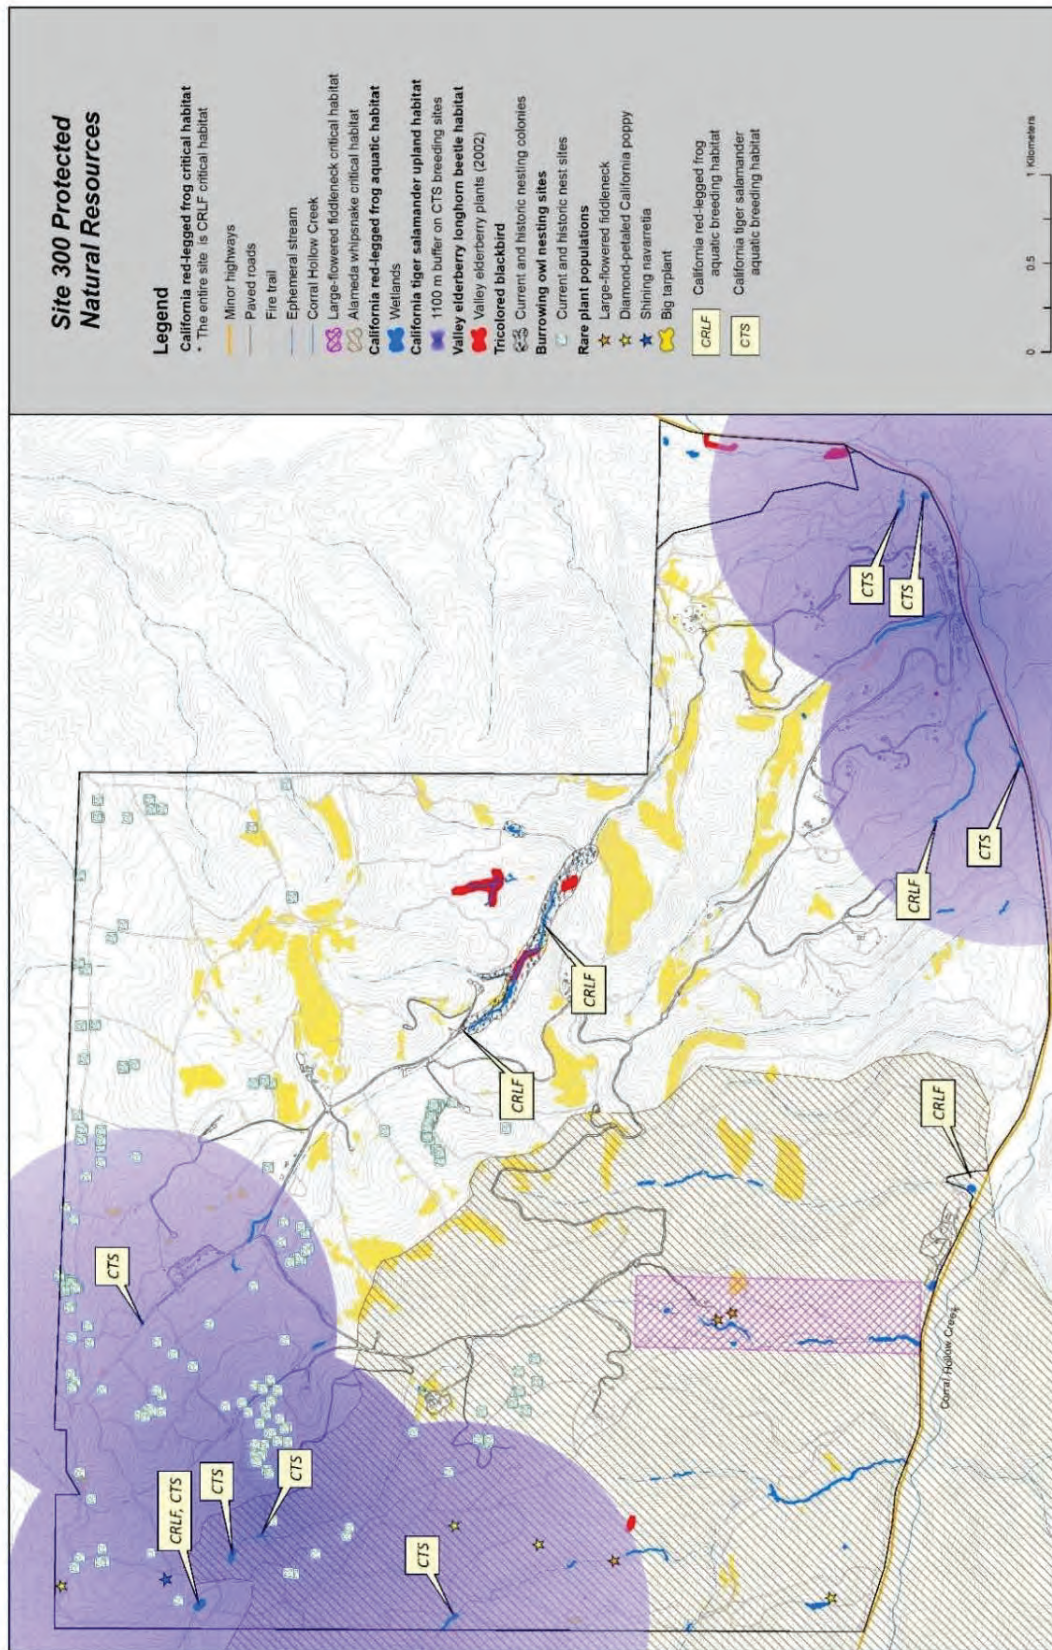 Site 300 Protected
Natural Resources
Legend
California red-legged frog critical habitat
* The entire site is CRLF critical habitat
Minor highways
Paved roads
Fire trail
Ephemeral stream
Corral Hollow Creek
Large-flowered fiddleneck critical habitat
Alameda whipsnake critical habitat
California red-legged frog aquatic habitat
Wetlands
California tiger salamander upland habitat
1100 m buffer on CTS breeding sites
Valley elderberry longhorn beetle habitat
Valley elderberry plants (2002)
Tricolored blackbird
Current and historic nesting colonies
Burrowing owl nesting sites
Current and historic nest sites
Rare plant populations
Large-flowered fiddleneck
Diamond-petaled California poppy
Shining navarretia
Big tarplant
CRLF
California red-legged frog
aquatic breeding habitat
CTS
California tiger salamander
aquatic breeding habitat
0
0.5
1 Kilometers
CRLF, CTS
CTS
CTS
CTS
CTS
CRLF
CRLF
CRLF
CRLF
CTS
CTS
CTS
Corral Hollow Creek